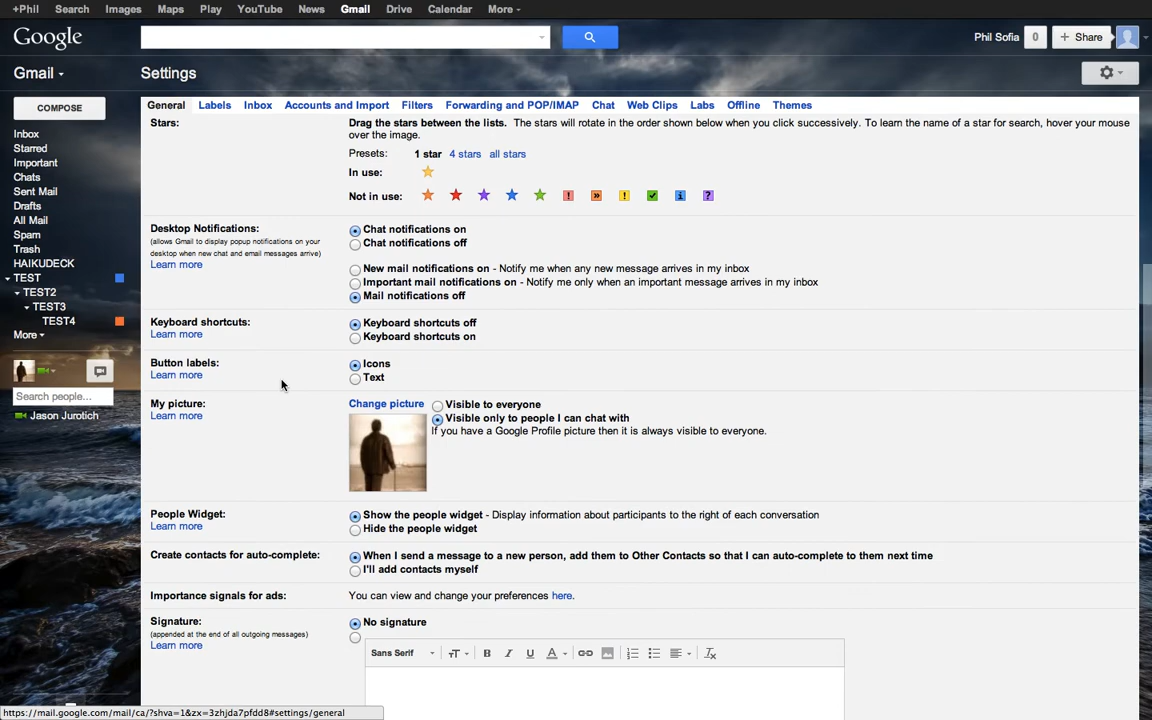 +Phil Search Images Maps Play YouTube News Gmail Drive Calendar More
Google Phil Sofia 0 + Share
Gmail Settings
COMPOSE
Inbox
Starred
Important
Chats
Sent Mail
Drafts
All Mail
Spam
Trash
HAIKUDECK
TEST
TEST2
TEST3
TEST4
More
Search people...
Jason Jurotich
General Labels Inbox Accounts and Import Filters Forwarding and POP/IMAP Chat Web Clips Labs Offline Themes
Stars: Drag the stars between the lists. The stars will rotate in the order shown below when you click successively. To learn the name of a star for search, hover your mouse
over the image.
Presets: 1 star 4 stars all stars
In use:
Not in use:
Desktop Notifications:
(allows Gmail to display popup notifications on your
desktop when new chat and email messages arrive)
Learn more
Chat notifications on
Chat notifications off
New mail notifications on - Notify me when any new message arrives in my inbox
Important mail notifications on - Notify me only when an important message arrives in my inbox
Mail notifications off
Keyboard shortcuts:
Learn more
Keyboard shortcuts off
Keyboard shortcuts on
Button labels:
Learn more
Icons
Text
My picture:
Learn more
Change picture
Visible to everyone
Visible only to people I can chat with
If you have a Google Profile picture then it is always visible to everyone.
People Widget:
Learn more
Show the people widget - Display information about participants to the right of each conversation
Hide the people widget
Create contacts for auto-complete:
When I send a message to a new person, add them to Other Contacts so that I can auto-complete to them next time
I'll add contacts myself
Importance signals for ads: You can view and change your preferences here.
Signature:
(appended at the end of all outgoing messages)
Learn more
No signature
Sans Serif T B I U A
https://mail.google.com/mail/ca/?shva=1&zx=3zhjda7pfdd8#settings/general